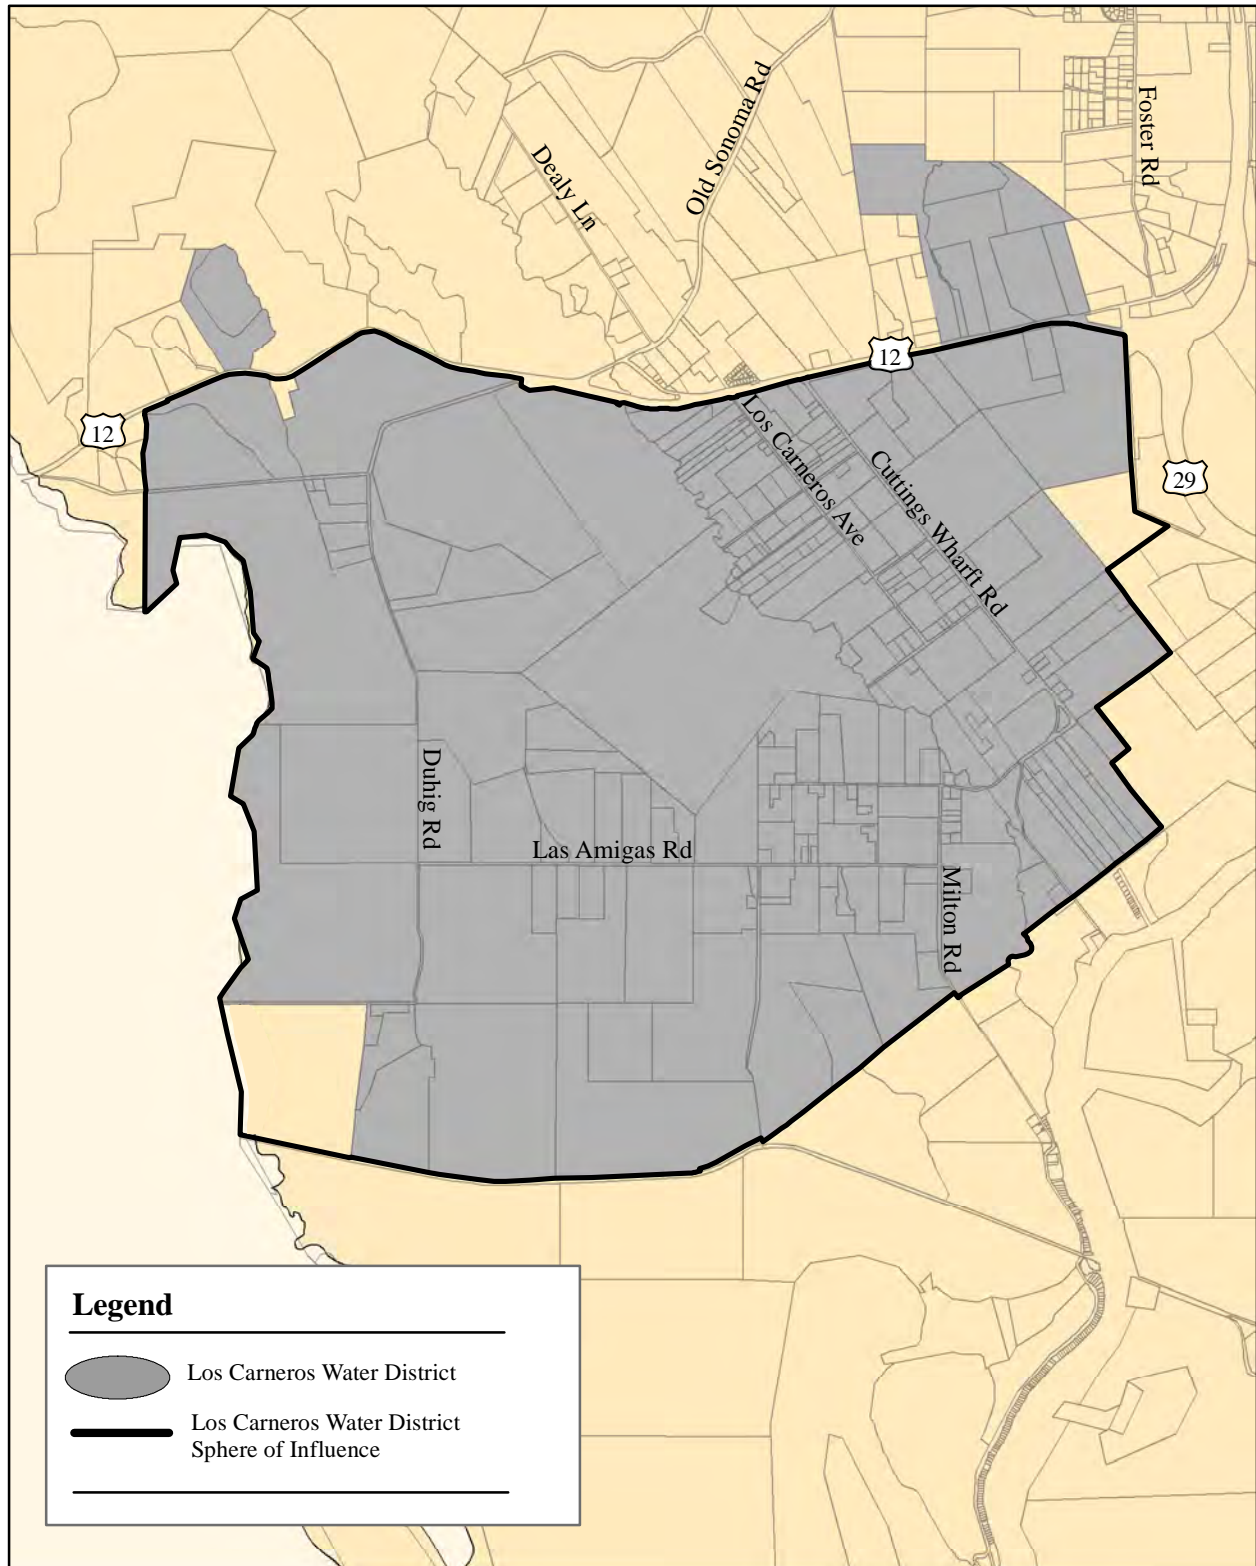 Foster Rd
Old Sonoma Rd
Dealy Ln
12
12
Los Carneros Ave
Cuttings Wharft Rd
29
Duhig Rd
Las Amigas Rd
Milton Rd
Legend
Los Carneros Water District
Los Carneros Water District
Sphere of Influence